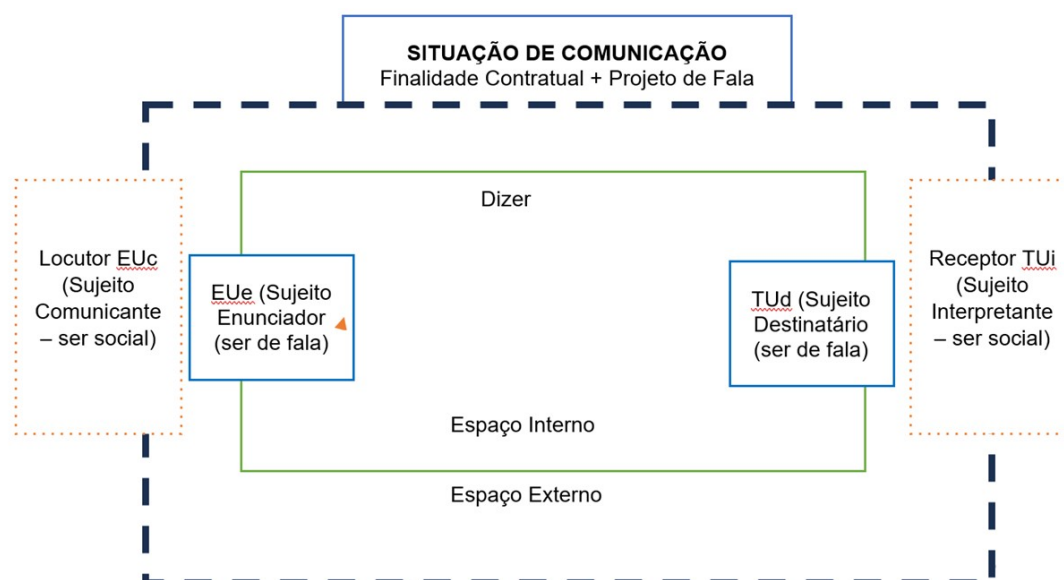 SITUAÇÃO DE COMUNICAÇÃO
Finalidade Contratual + Projeto de Fala
Dizer
Locutor EUc
(Sujeito
Comunicante
– ser social)
EUe (Sujeito
Enunciador
(ser de fala)
TUd (Sujeito
Destinatário
(ser de fala)
Receptor TUi
(Sujeito
Interpretante
– ser social)
Espaço Interno
Espaço Externo